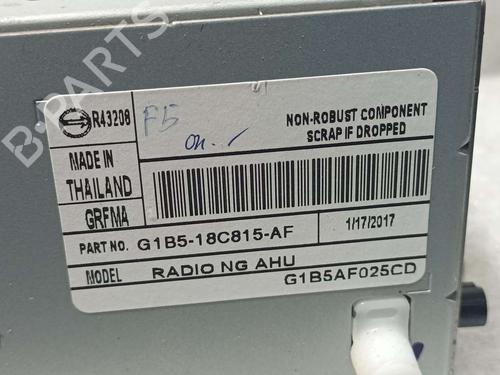 B-PARTS
R43208
F5
on.
NON-ROBUST COMPONENT
SCRAP IF DROPPED
MADE IN
THAILAND
GRFMA
PART NO. G1B5-18C815-AF
1/17/2017
MODEL RADIO NG AHU
G1B5AF025CD